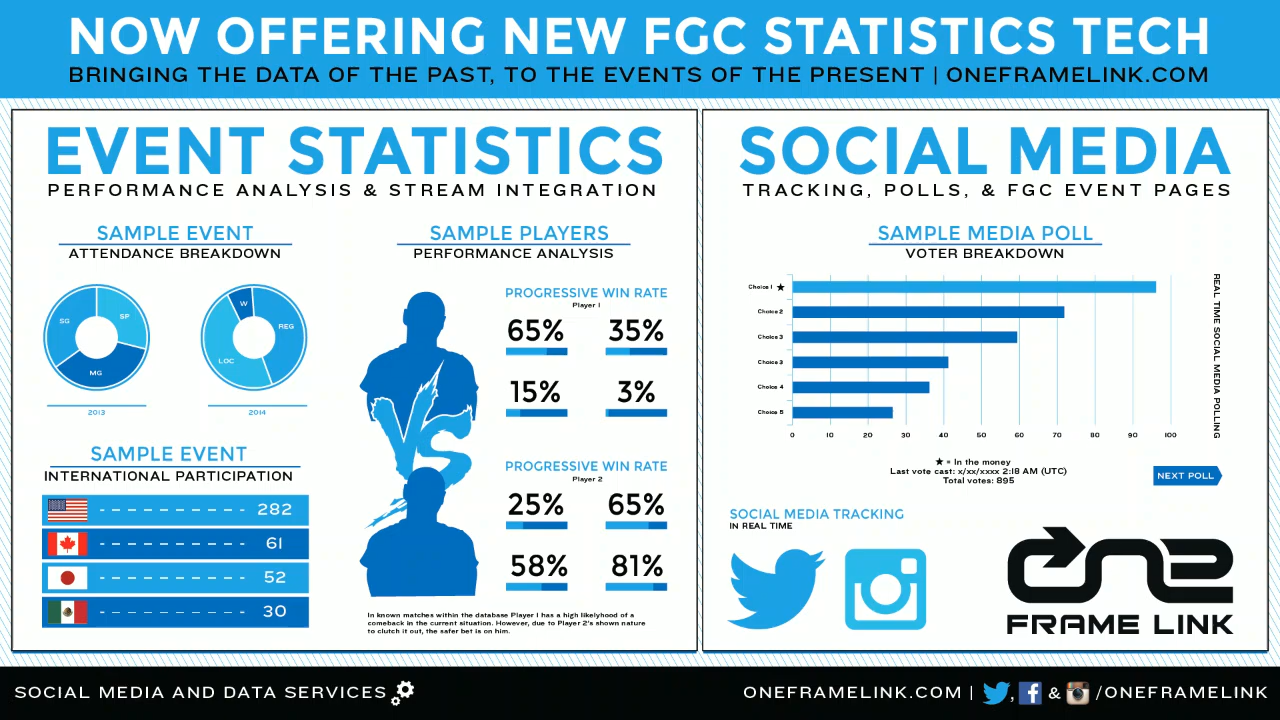 NOW OFFERING NEW FGC STATISTICS TECH
BRINGING THE DATA OF THE PAST, TO THE EVENTS OF THE PRESENT | ONEFRAMELINK.COM
EVENT STATISTICS
PERFORMANCE ANALYSIS & STREAM INTEGRATION
SAMPLE EVENT
ATTENDANCE BREAKDOWN
SG
SP
MG
2013
W
REG
LOC
2014
SAMPLE EVENT
INTERNATIONAL PARTICIPATION
282
61
52
30
SAMPLE PLAYERS
PERFORMANCE ANALYSIS
VS
PROGRESSIVE WIN RATE
Player 1
65% 35%
15% 3%
PROGRESSIVE WIN RATE
Player 2
25% 65%
58% 81%
In known matches within the database Player 1 has a high likelyhood of a
comeback in the current situation. However, due to Player 2's shown nature
to clutch it out, the safer bet is on him.
SOCIAL MEDIA
TRACKING, POLLS, & FGC EVENT PAGES
SAMPLE MEDIA POLL
VOTER BREAKDOWN
Choice 1 ★
Choice 2
Choice 3
Choice 3
Choice 4
Choice 5
0 10 20 30 40 50 60 70 80 90 100
REAL TIME SOCIAL MEDIA POLLING
★ = In the money
Last vote cast: x/xx/xxxx 2:18 AM (UTC)
Total votes: 895
NEXT POLL
SOCIAL MEDIA TRACKING
IN REAL TIME
ONE
FRAME LINK
SOCIAL MEDIA AND DATA SERVICES
ONEFRAMELINK.COM | , & /ONEFRAMELINK